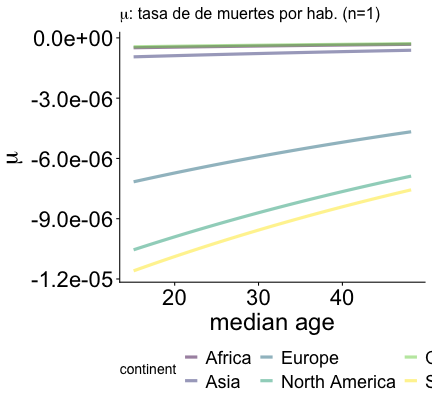 μ: tasa de de muertes por hab. (n=1)
0.0e+00
-3.0e-06
-6.0e-06
-9.0e-06
-1.2e-05
μ
20 30 40
median age
continent Africa Europe
Asia North America